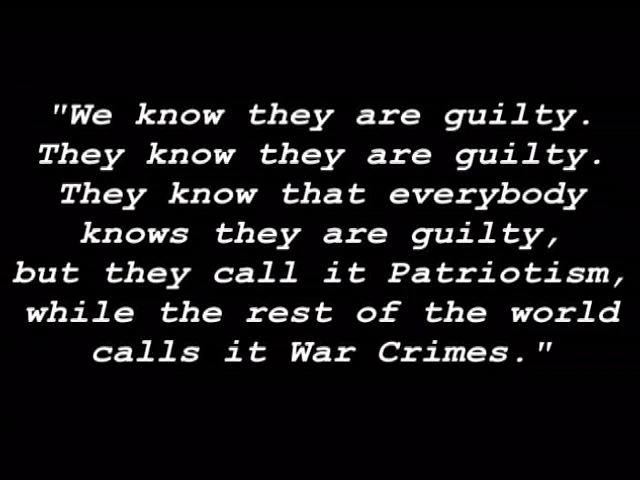 "We know they are guilty.
They know they are guilty.
They know that everybody
knows they are guilty,
but they call it Patriotism,
while the rest of the world
calls it War Crimes."